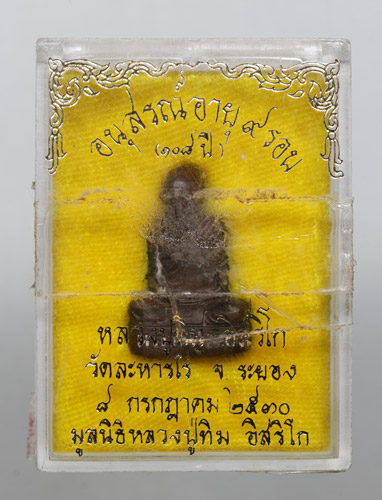 อนุสรณ์อายุ ๙ รอบ
(๑๐๘ ปี)
หลวงปู่ทิม อิสริโก
วัดละหารไร่ จ ระยอง
๘ กรกฎาคม ๒๕๓๐
มูลนิธิหลวงปู่ทิม อิสริโก